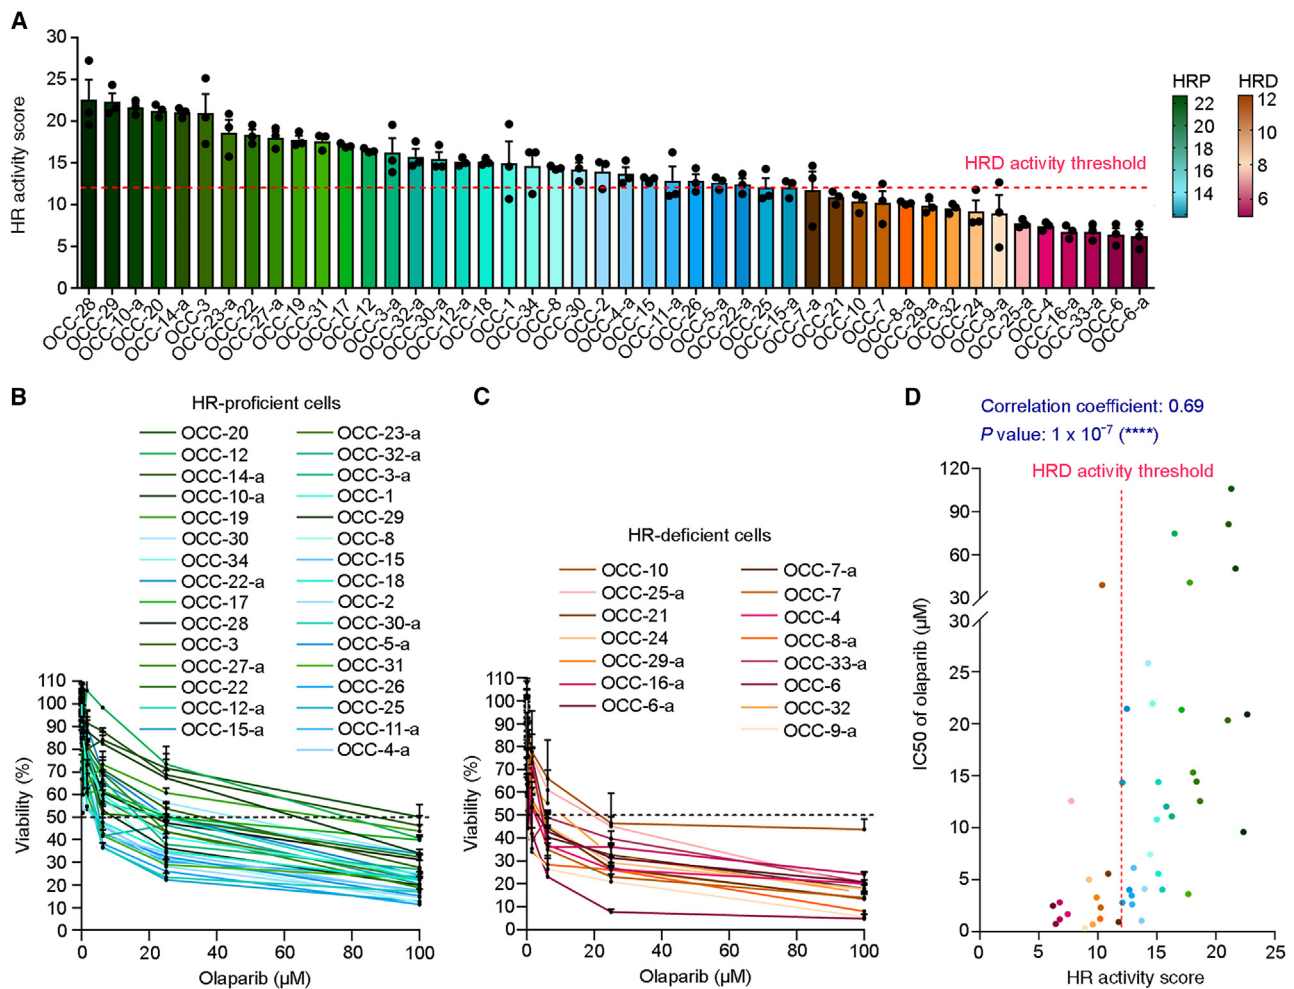 A
30
25
20
15
10
5
0
HR activity score
HRD activity threshold
HRP
22
20
18
16
14
HRD
12
10
8
6
OCC-28
OCC-29
OCC-10-a
OCC-20
OCC-14-a
OCC-3
OCC-23-a
OCC-22
OCC-27-a
OCC-19
OCC-31
OCC-17
OCC-12
OCC-3-a
OCC-32-a
OCC-30-a
OCC-12-a
OCC-18
OCC-1
OCC-34
OCC-8
OCC-30
OCC-2
OCC-4-a
OCC-15
OCC-11-a
OCC-26
OCC-5-a
OCC-22-a
OCC-25
OCC-15-a
OCC-7-a
OCC-21
OCC-10
OCC-7
OCC-8-a
OCC-29-a
OCC-32
OCC-24
OCC-9-a
OCC-25-a
OCC-4
OCC-16-a
OCC-33-a
OCC-6
OCC-6-a
B
HR-proficient cells
OCC-20
OCC-12
OCC-14-a
OCC-10-a
OCC-19
OCC-30
OCC-34
OCC-22-a
OCC-17
OCC-28
OCC-3
OCC-27-a
OCC-22
OCC-12-a
OCC-15-a
OCC-23-a
OCC-32-a
OCC-3-a
OCC-1
OCC-29
OCC-8
OCC-15
OCC-18
OCC-2
OCC-30-a
OCC-5-a
OCC-31
OCC-26
OCC-25
OCC-11-a
OCC-4-a
110
100
90
80
70
60
50
40
30
20
10
0
Viability (%)
0 20 40 60 80 100
Olaparib (µM)
C
HR-deficient cells
OCC-10
OCC-25-a
OCC-21
OCC-24
OCC-29-a
OCC-16-a
OCC-6-a
OCC-7-a
OCC-7
OCC-4
OCC-8-a
OCC-33-a
OCC-6
OCC-32
OCC-9-a
110
100
90
80
70
60
50
40
30
20
10
0
Viability (%)
0 20 40 60 80 100
Olaparib (µM)
D
Correlation coefficient: 0.69
P value: 1 x 10⁻⁷ (****)
HRD activity threshold
120
90
60
30
30
25
20
15
10
5
0
IC50 of olaparib (µM)
0 5 10 15 20 25
HR activity score